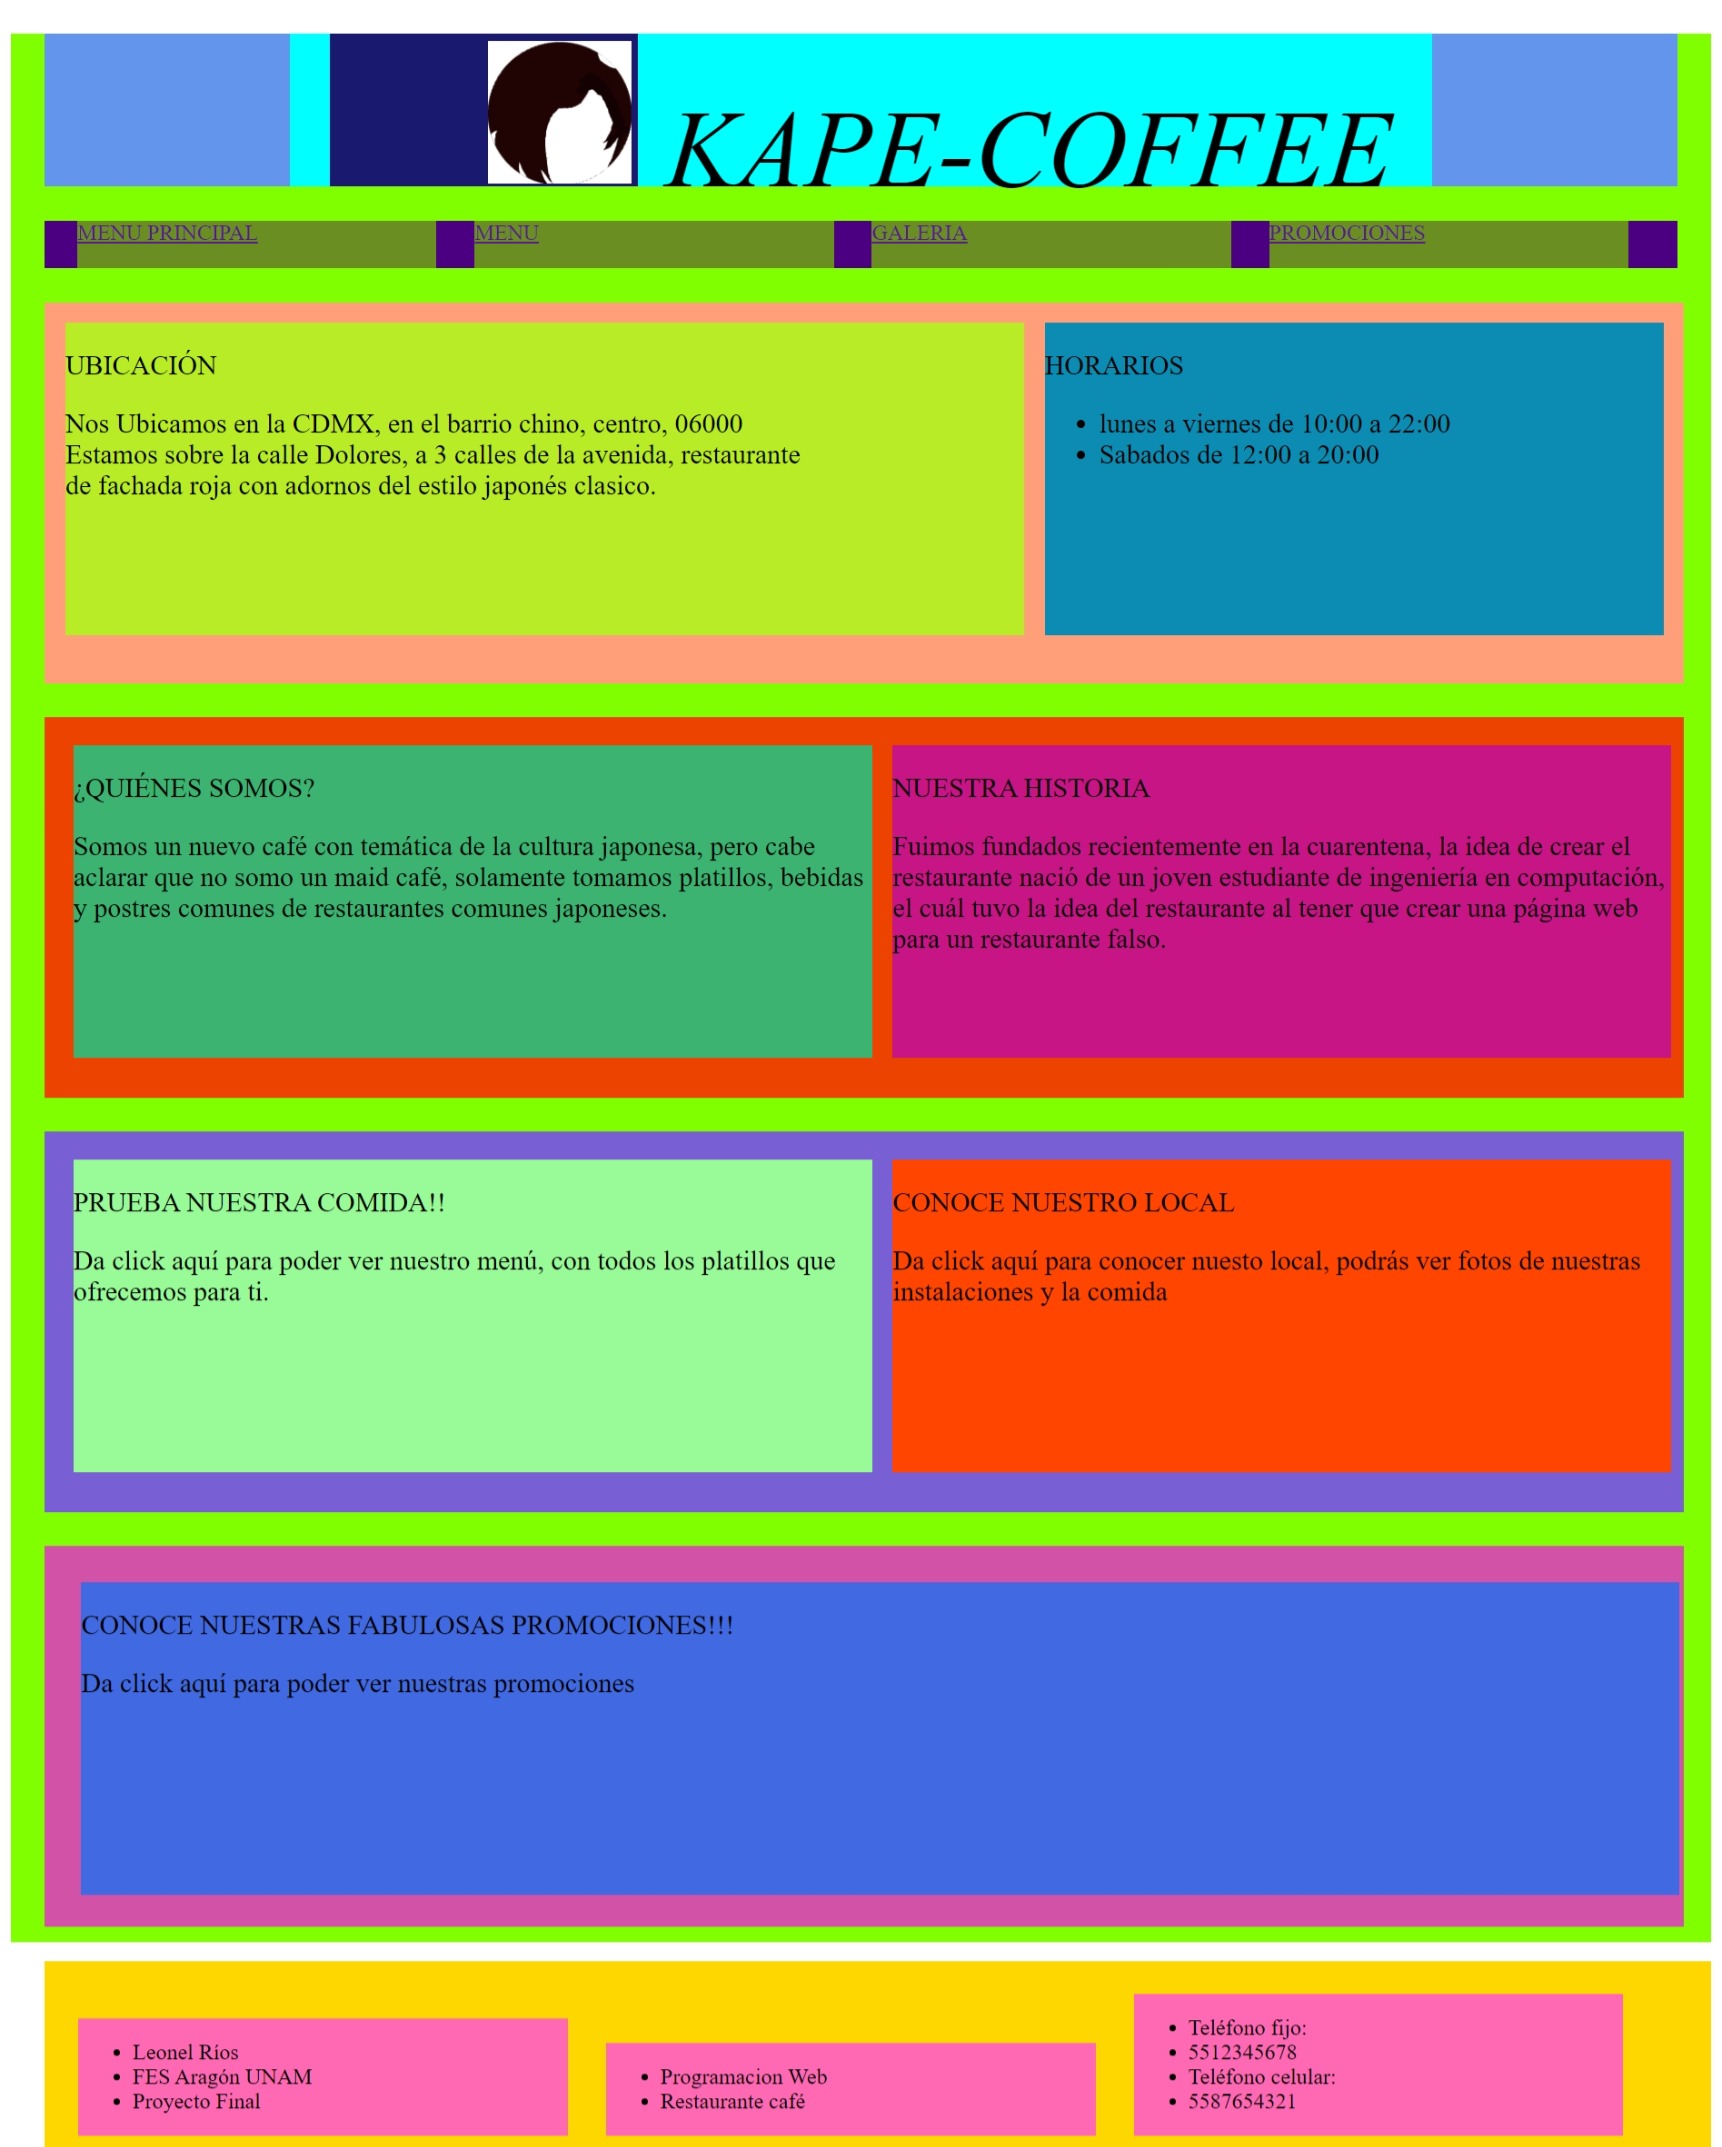 KAPE-COFFEE
MENU PRINCIPAL
MENU
GALERIA
PROMOCIONES
UBICACIÓN
Nos Ubicamos en la CDMX, en el barrio chino, centro, 06000
Estamos sobre la calle Dolores, a 3 calles de la avenida, restaurante
de fachada roja con adornos del estilo japonés clasico.
HORARIOS
• lunes a viernes de 10:00 a 22:00
• Sabados de 12:00 a 20:00
¿QUIÉNES SOMOS?
Somos un nuevo café con temática de la cultura japonesa, pero cabe
aclarar que no somo un maid café, solamente tomamos platillos, bebidas
y postres comunes de restaurantes comunes japoneses.
NUESTRA HISTORIA
Fuimos fundados recientemente en la cuarentena, la idea de crear el
restaurante nació de un joven estudiante de ingeniería en computación,
el cuál tuvo la idea del restaurante al tener que crear una página web
para un restaurante falso.
PRUEBA NUESTRA COMIDA!!
Da click aquí para poder ver nuestro menú, con todos los platillos que
ofrecemos para ti.
CONOCE NUESTRO LOCAL
Da click aquí para conocer nuesto local, podrás ver fotos de nuestras
instalaciones y la comida
CONOCE NUESTRAS FABULOSAS PROMOCIONES!!!
Da click aquí para poder ver nuestras promociones
• Leonel Ríos
• FES Aragón UNAM
• Proyecto Final
• Programacion Web
• Restaurante café
• Teléfono fijo:
• 5512345678
• Teléfono celular:
• 5587654321